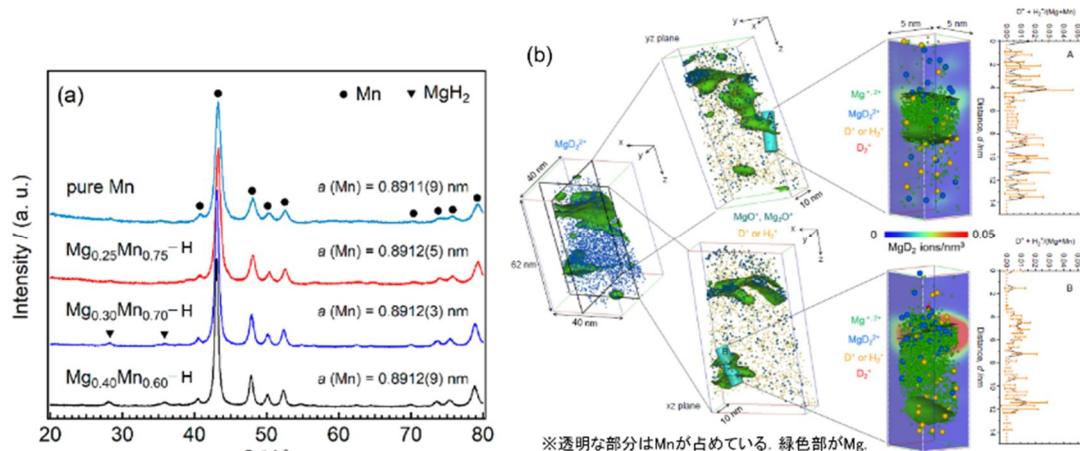 (a)
● Mn ▼ MgH₂
pure Mn
a (Mn) = 0.8911(9) nm
Mg₀.₂₅Mn₀.₇₅−H
a (Mn) = 0.8912(5) nm
Mg₀.₃₀Mn₀.₇₀−H
a (Mn) = 0.8912(3) nm
Mg₀.₄₀Mn₀.₆₀−H
a (Mn) = 0.8912(9) nm
Intensity / (a. u.)
20 30 40 50 60 70 80
(b)
yz plane
y
x
z
10 nm
A
MgD₂²⁺
x
y
z
40 nm
62 nm
40 nm
MgO⁺, Mg₂O⁺
D⁺ or H₂⁺
B
10 nm
xz plane
5 nm 5 nm
Mg⁺,²⁺
MgD₂²⁺
D⁺ or H₂⁺
D₂⁺
0 0.05
MgD₂ ions/nm³
Mg⁺,²⁺
MgD₂²⁺
D⁺ or H₂⁺
D₂⁺
D⁺ + H₂⁺/(Mg+Mn)
A
Distance, d /nm
D⁺ + H₂⁺/(Mg+Mn)
B
Distance, d /nm
※透明な部分はMnが占めている. 緑色部がMg.